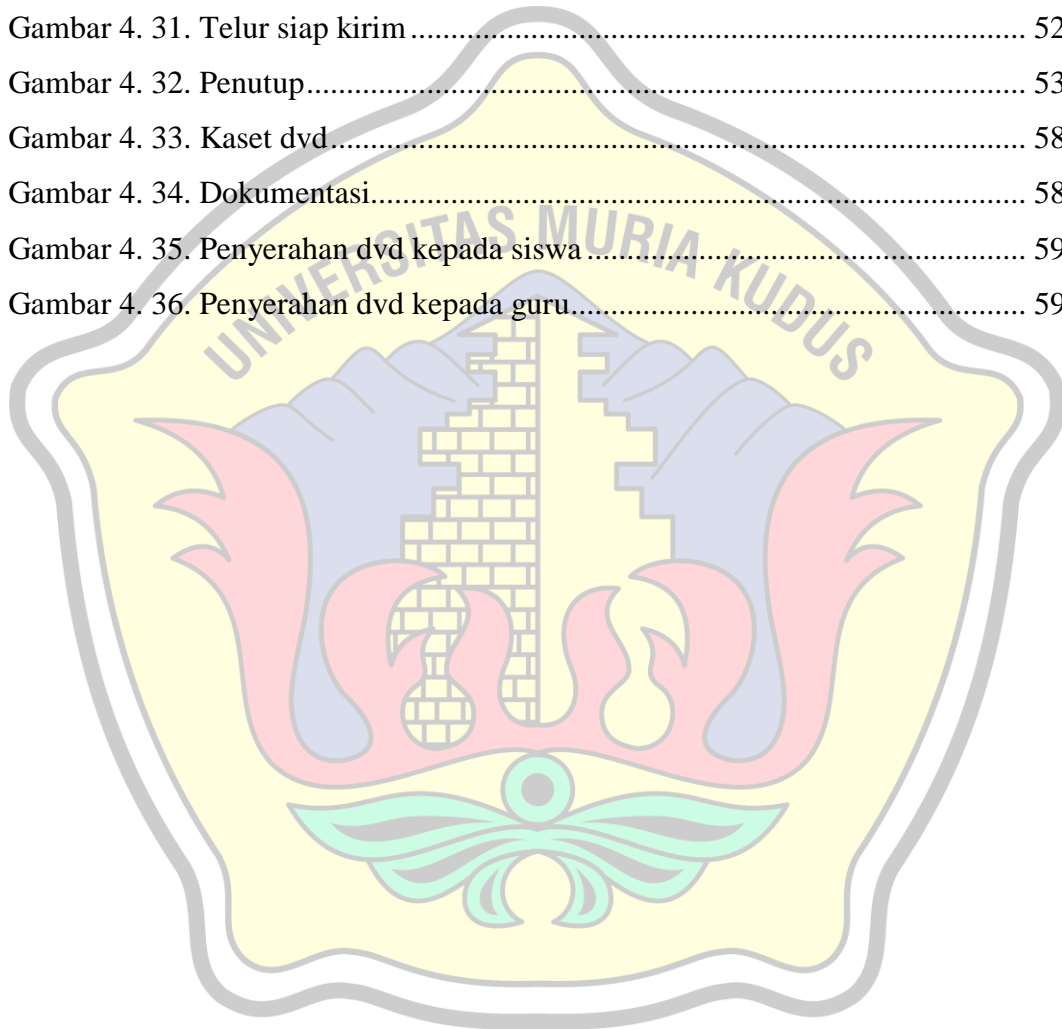 Gambar 4. 31. Telur siap kirim ........................................................................................ 52
Gambar 4. 32. Penutup........................................................................................................ 53
Gambar 4. 33. Kaset dvd.................................................................................................... 58
Gambar 4. 34. Dokumentasi............................................................................................... 58
Gambar 4. 35. Penyerahan dvd kepada siswa ............................................................... 59
Gambar 4. 36. Penyerahan dvd kepada guru................................................................. 59
UNIVERSITAS MURIA KUDUS